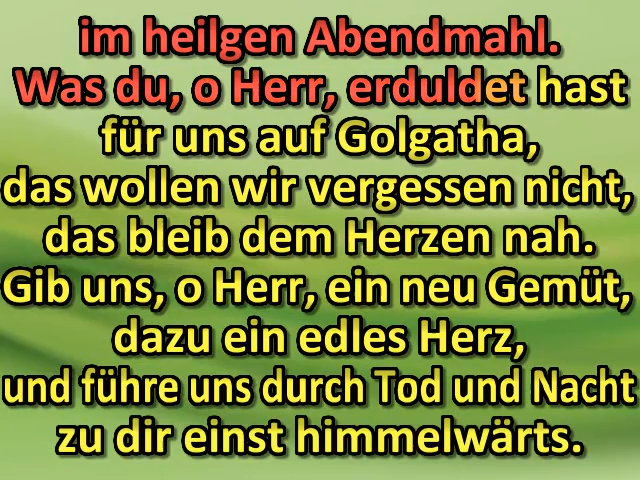 im heilgen Abendmahl.
Was du, o Herr, erduldet hast
für uns auf Golgatha,
das wollen wir vergessen nicht,
das bleib dem Herzen nah.
Gib uns, o Herr, ein neu Gemüt,
dazu ein edles Herz,
und führe uns durch Tod und Nacht
zu dir einst himmelwärts.